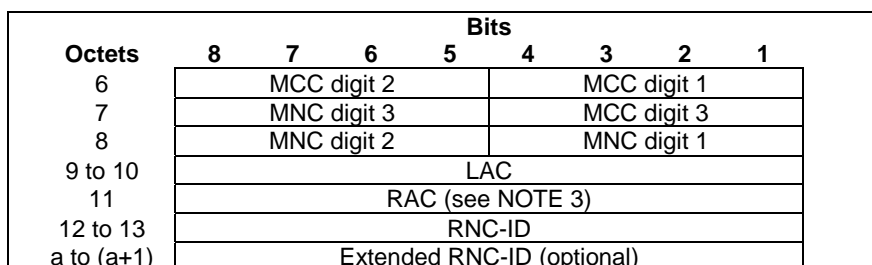 Bits
Octets 8 7 6 5 4 3 2 1
6 MCC digit 2 MCC digit 1
7 MNC digit 3 MCC digit 3
8 MNC digit 2 MNC digit 1
9 to 10 LAC
11 RAC (see NOTE 3)
12 to 13 RNC-ID
a to (a+1) Extended RNC-ID (optional)